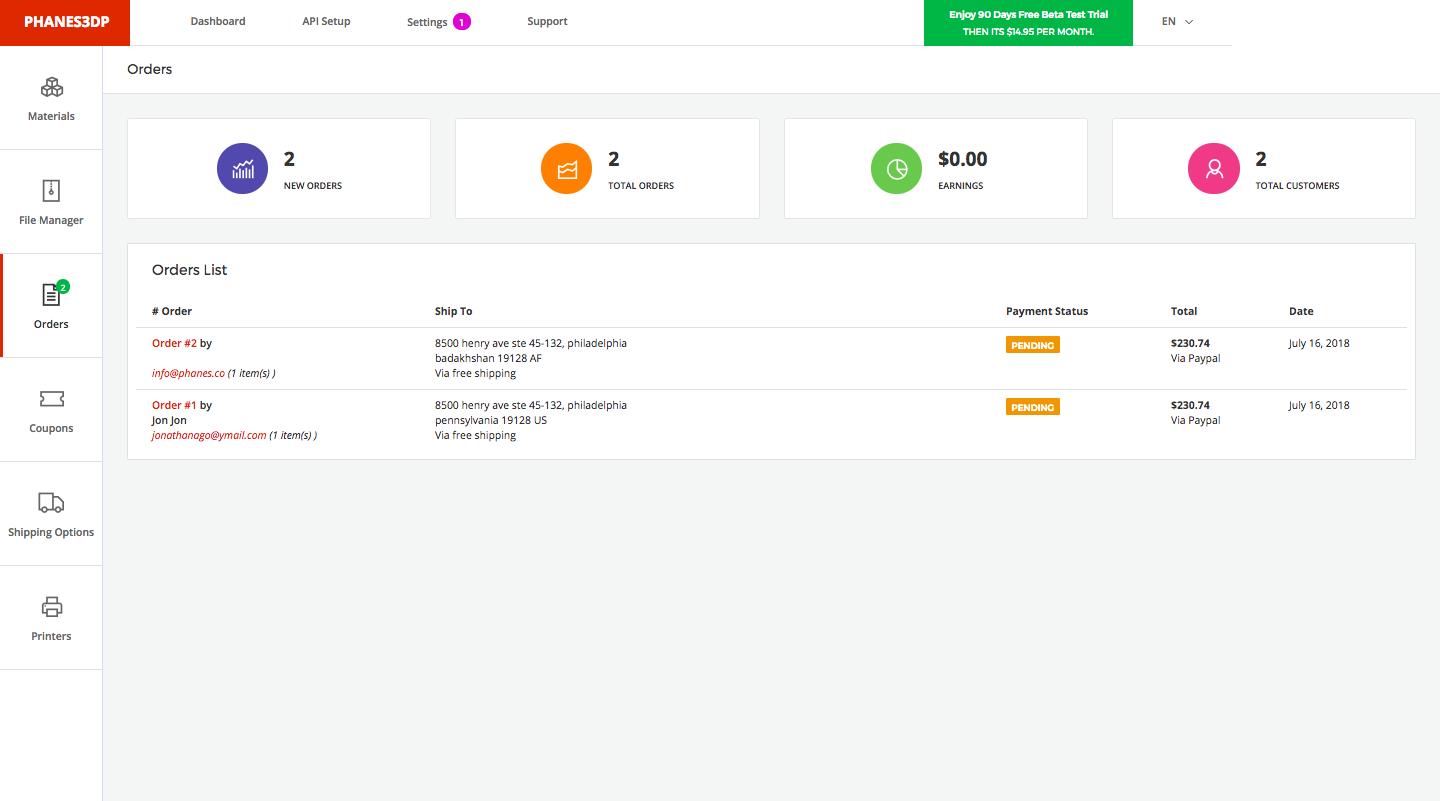 PHANES3DP
Dashboard
API Setup
Settings 1
Support
Enjoy 90 Days Free Beta Test Trial
THEN ITS $14.95 PER MONTH.
EN
Materials
File Manager
2
Orders
Coupons
Shipping Options
Printers
Orders
2
NEW ORDERS
2
TOTAL ORDERS
$0.00
EARNINGS
2
TOTAL CUSTOMERS
Orders List
# Order Ship To Payment Status Total Date
Order #2 by 8500 henry ave ste 45-132, philadelphia PENDING $230.74 July 16, 2018
badakhshan 19128 AF Via Paypal
info@phanes.co (1 item(s) ) Via free shipping
Order #1 by 8500 henry ave ste 45-132, philadelphia PENDING $230.74 July 16, 2018
Jon Jon pennsylvania 19128 US Via Paypal
jonathanago@ymail.com (1 item(s) ) Via free shipping